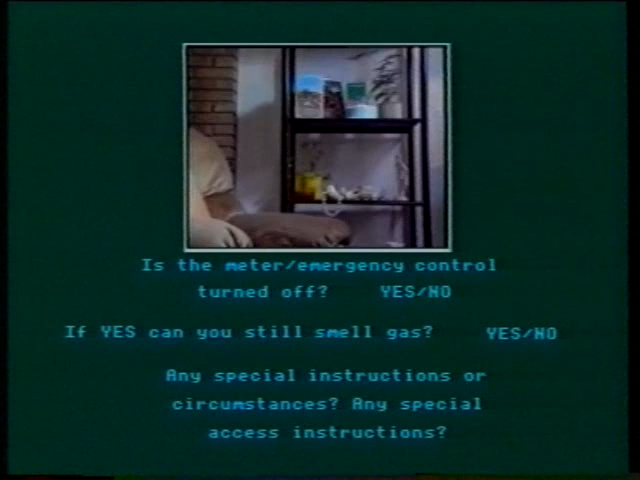 Is the meter/emergency control
turned off? YES/NO
If YES can you still smell gas? YES/NO
Any special instructions or
circumstances? Any special
access instructions?